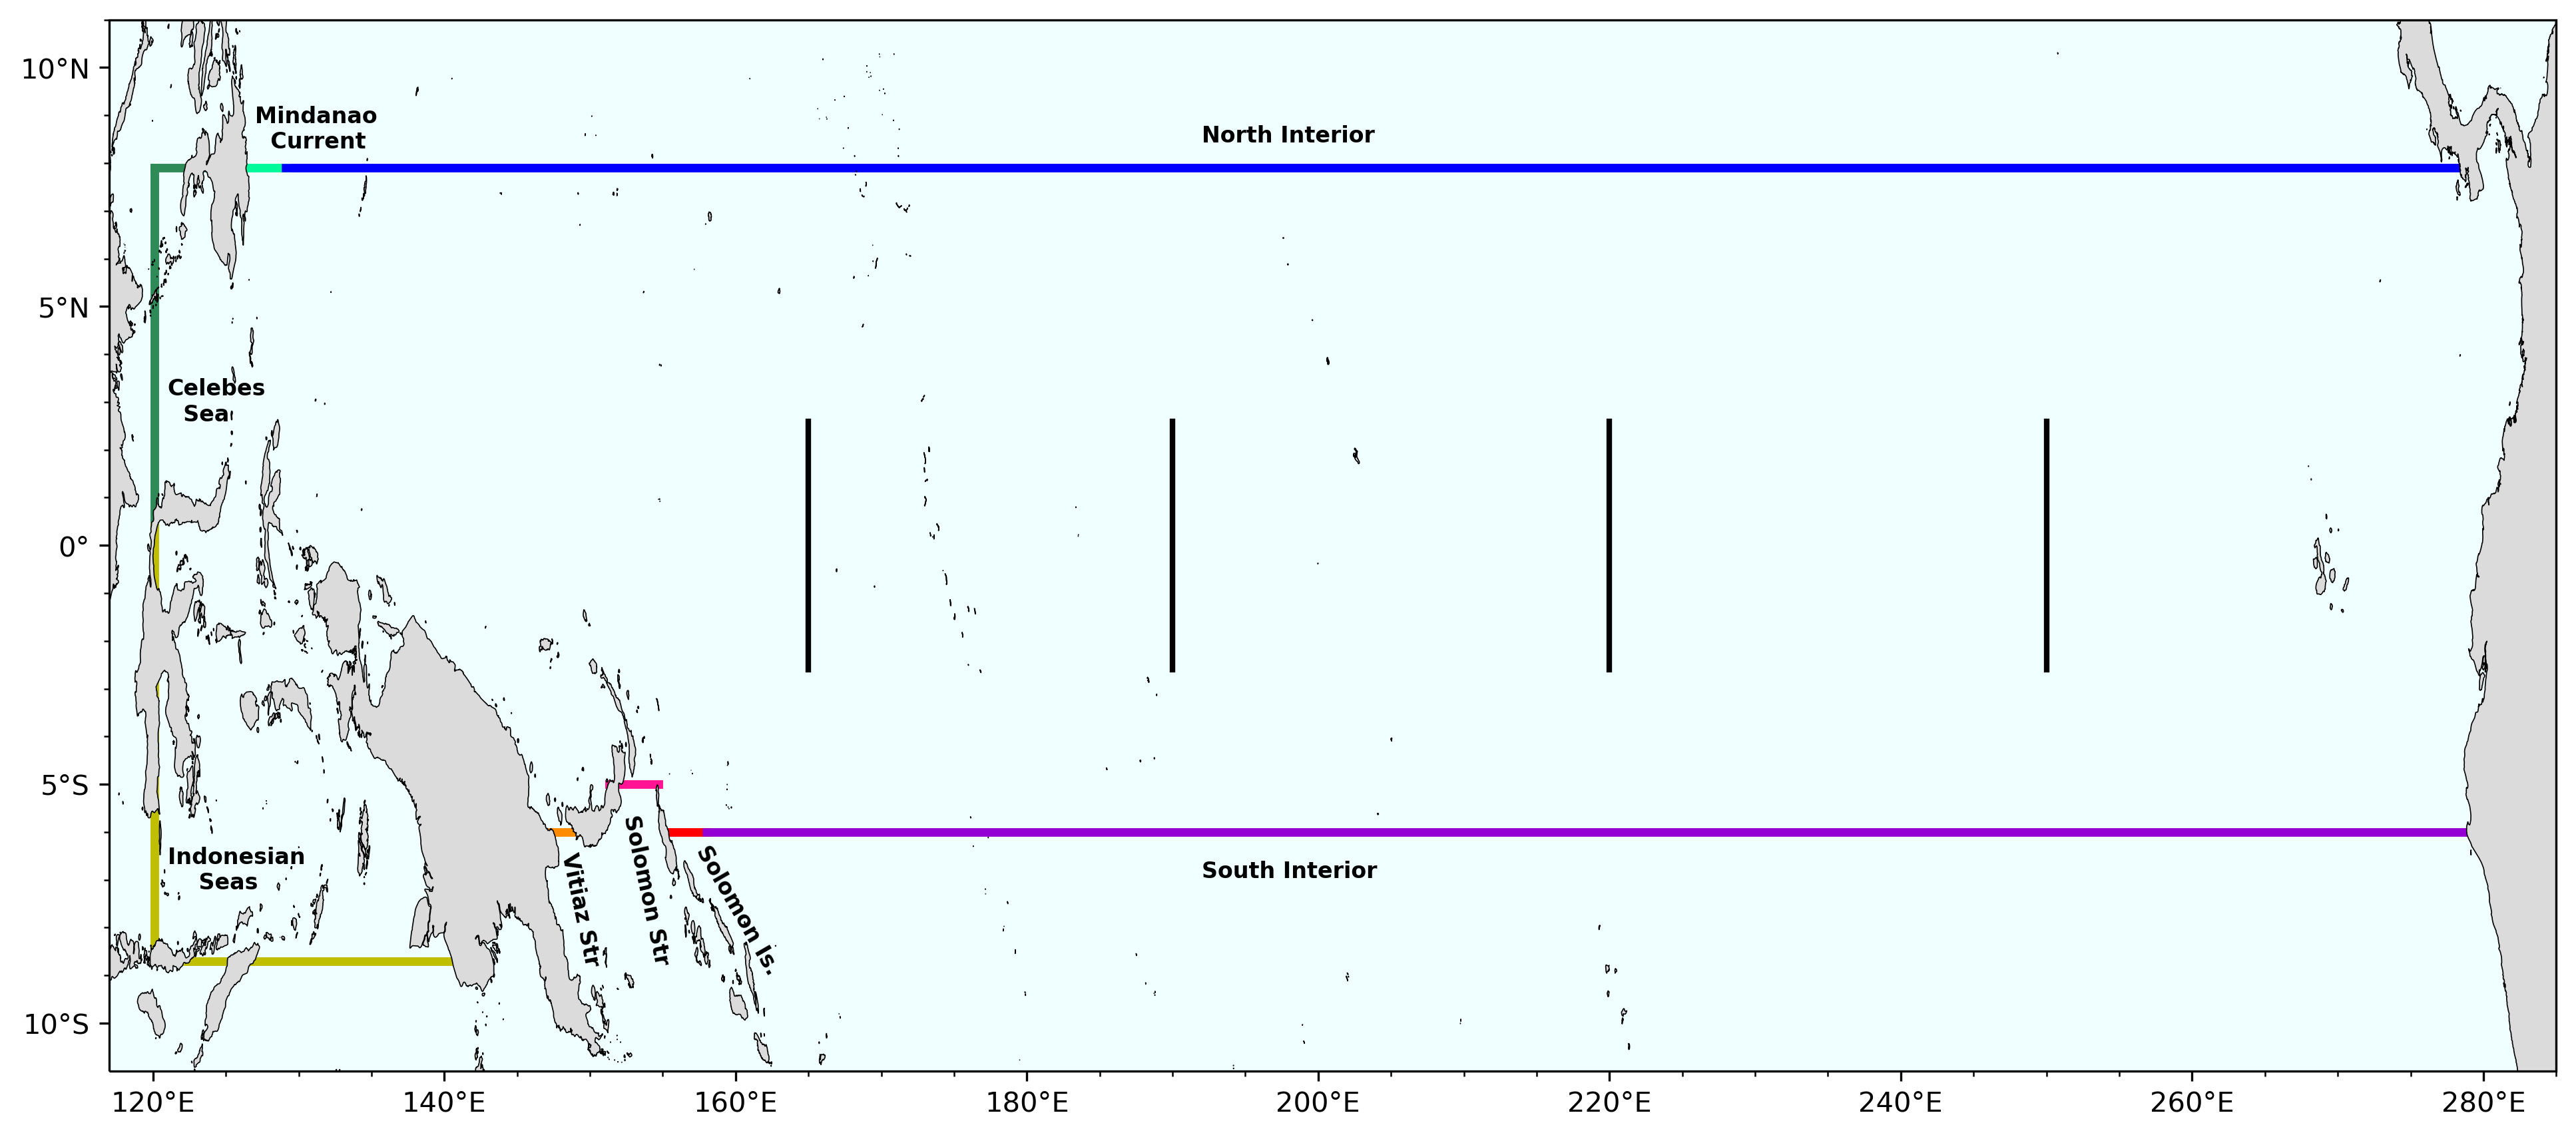 10°N
5°N
0°
5°S
10°S
Mindanao
Current
North Interior
Celebes
Sea
Indonesian
Seas
Vitiaz Str
Solomon Str
Solomon Is.
South Interior
120°E 140°E 160°E 180°E 200°E 220°E 240°E 260°E 280°E